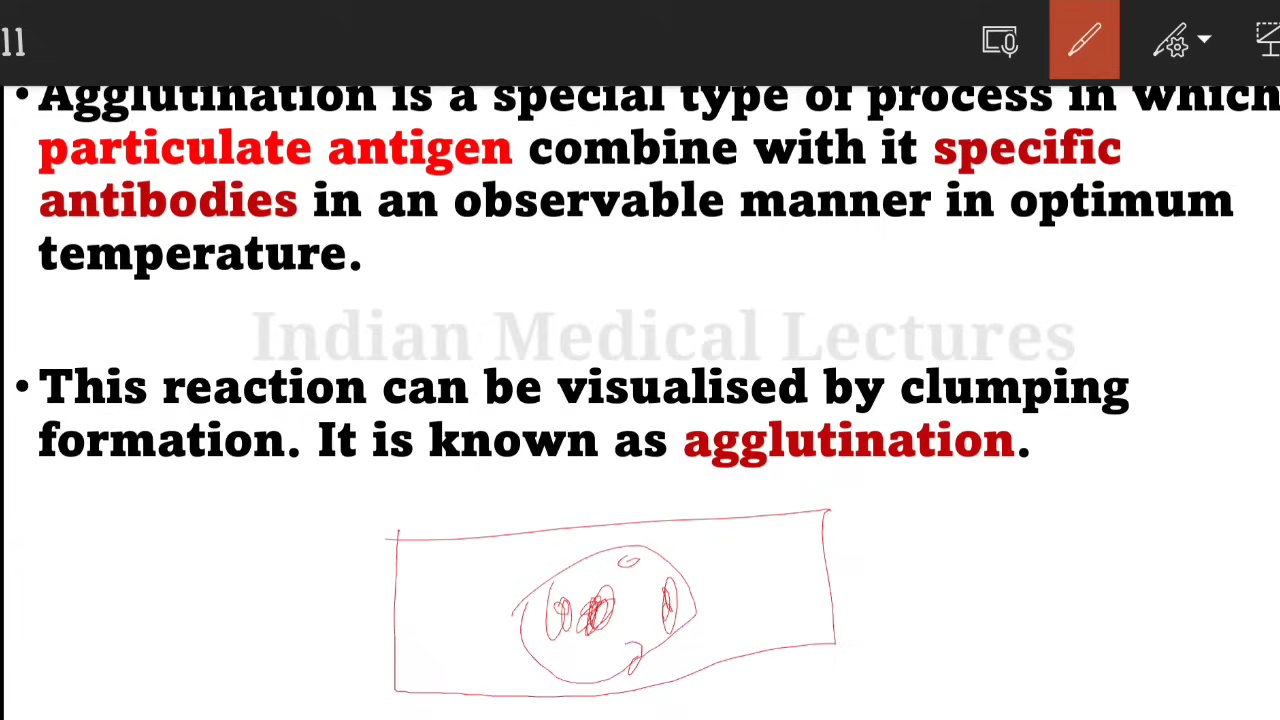 11
• Agglutination is a special type of process in which
particulate antigen combine with it specific
antibodies in an observable manner in optimum
temperature.
Indian Medical Lectures
• This reaction can be visualised by clumping
formation. It is known as agglutination.